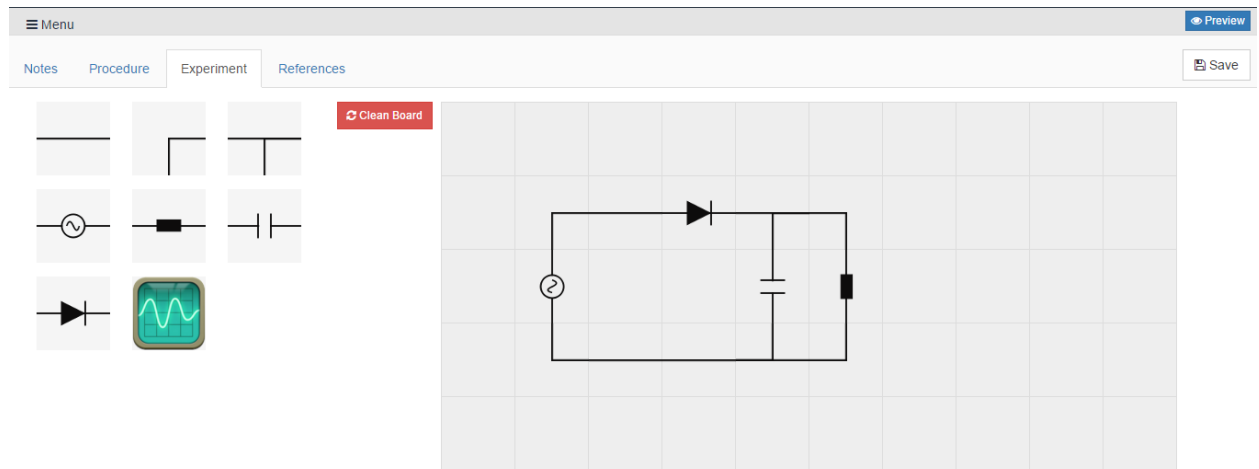 Menu
Preview
Notes
Procedure
Experiment
References
Save
Clean Board